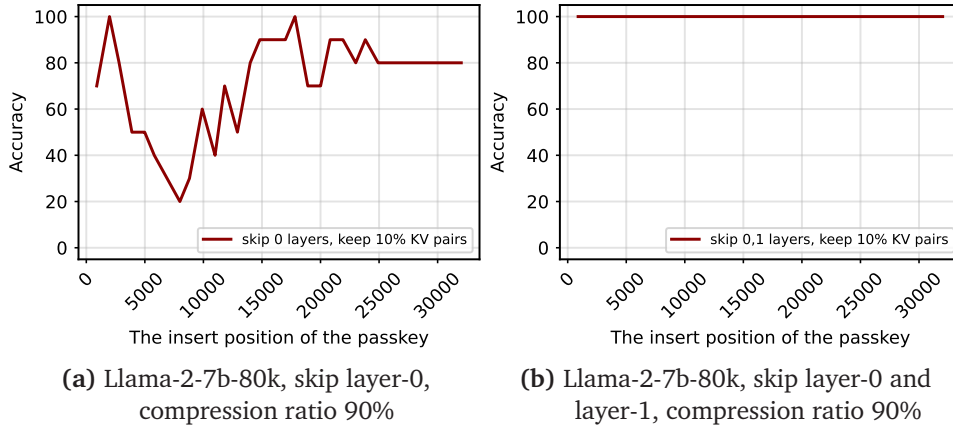 100
80
60
40
20
0
Accuracy
skip 0 layers, keep 10% KV pairs
0
5000
10000
15000
20000
25000
30000
The insert position of the passkey
(a) Llama-2-7b-80k, skip layer-0,
compression ratio 90%
100
80
60
40
20
0
Accuracy
skip 0,1 layers, keep 10% KV pairs
0
5000
10000
15000
20000
25000
30000
The insert position of the passkey
(b) Llama-2-7b-80k, skip layer-0 and
layer-1, compression ratio 90%